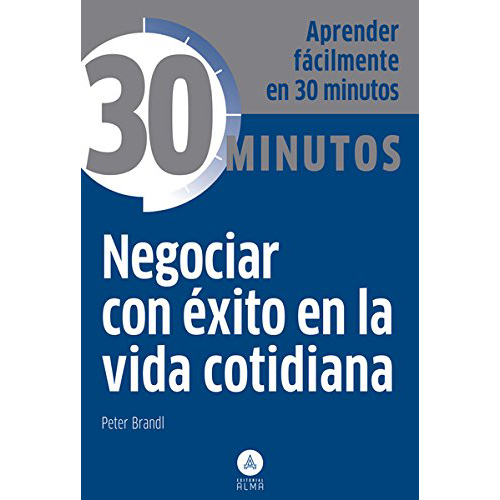 Aprender
fácilmente
en 30 minutos
30
MINUTOS
Negociar
con éxito en la
vida cotidiana
Peter Brandl
EDITORIAL
ALMA